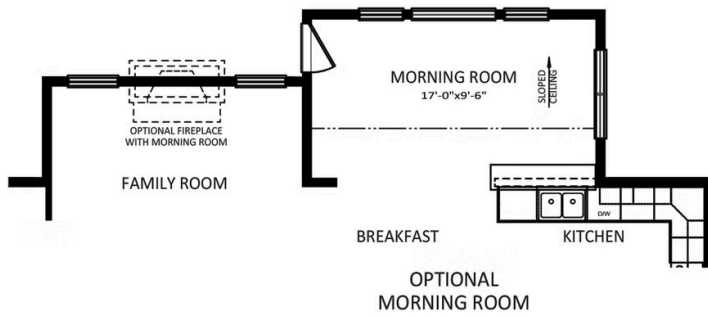 MORNING ROOM
17'-0"x9'-6"
SLOPED
CEILING
OPTIONAL FIREPLACE
WITH MORNING ROOM
FAMILY ROOM
D/W
BREAKFAST
KITCHEN
OPTIONAL
MORNING ROOM